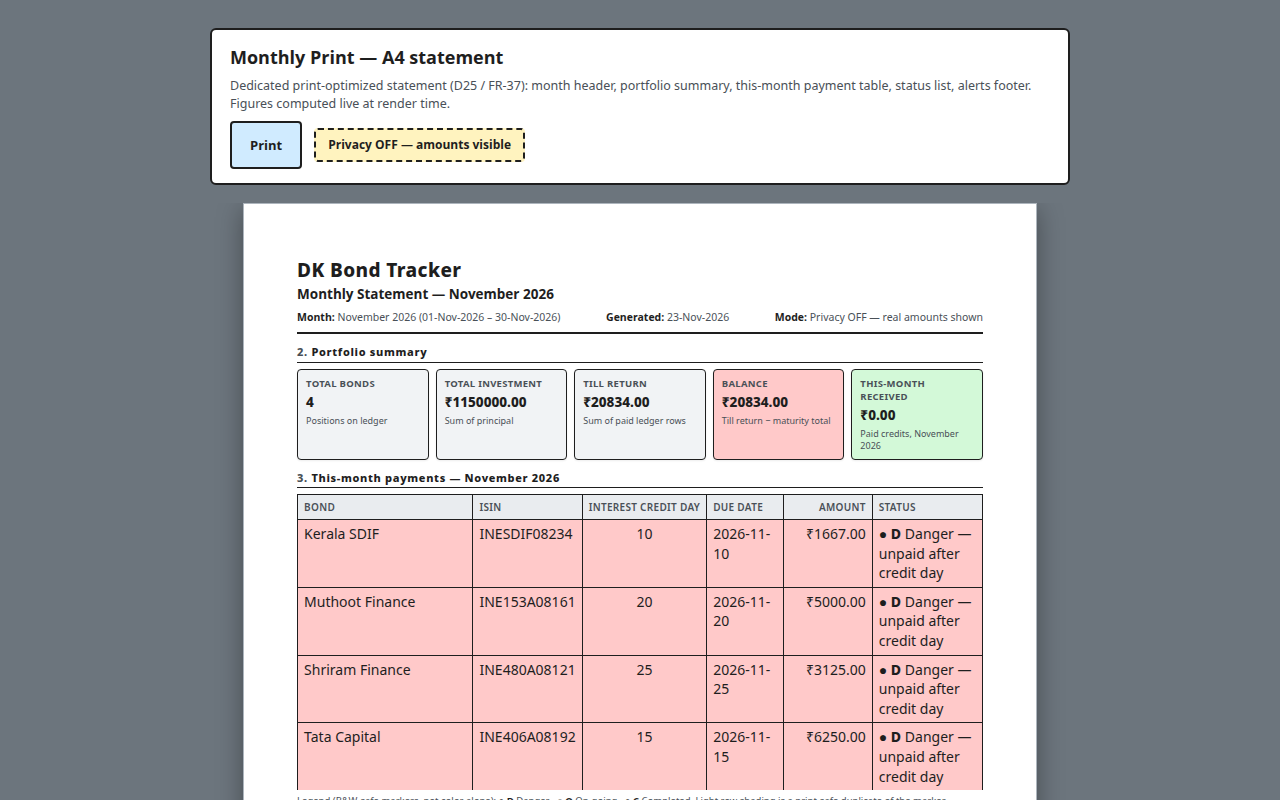 Monthly Print — A4 statement
Dedicated print-optimized statement (D25 / FR-37): month header, portfolio summary, this-month payment table, status list, alerts footer.
Figures computed live at render time.
Print
Privacy OFF — amounts visible
DK Bond Tracker
Monthly Statement — November 2026
Month: November 2026 (01-Nov-2026 – 30-Nov-2026) Generated: 23-Nov-2026 Mode: Privacy OFF — real amounts shown
2. Portfolio summary
TOTAL BONDS
4
Positions on ledger
TOTAL INVESTMENT
₹1150000.00
Sum of principal
TILL RETURN
₹20834.00
Sum of paid ledger rows
BALANCE
₹20834.00
Till return − maturity total
THIS-MONTH
RECEIVED
₹0.00
Paid credits, November
2026
3. This-month payments — November 2026
BOND ISIN INTEREST CREDIT DAY DUE DATE AMOUNT STATUS
Kerala SDIF INESDIF08234 10 2026-11- ₹1667.00 ● D Danger —
10 unpaid after
credit day
Muthoot Finance INE153A08161 20 2026-11- ₹5000.00 ● D Danger —
20 unpaid after
credit day
Shriram Finance INE480A08121 25 2026-11- ₹3125.00 ● D Danger —
25 unpaid after
credit day
Tata Capital INE406A08192 15 2026-11- ₹6250.00 ● D Danger —
15 unpaid after
credit day